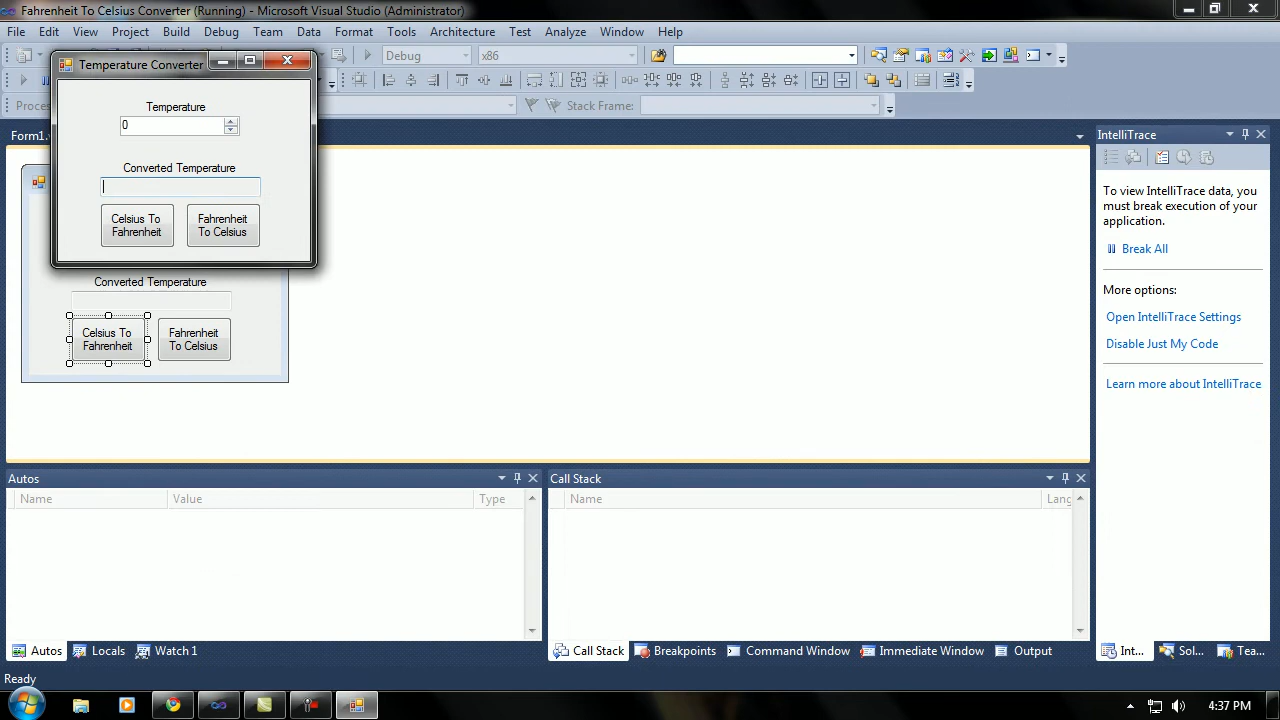 Fahrenheit To Celsius Converter (Running) - Microsoft Visual Studio (Administrator)
File Edit View Project Build Debug Team Data Format Tools Architecture Test Analyze Window Help
Debug x86
Proces Stack Frame:
Temperature Converter
Temperature
0
Converted Temperature
Celsius To
Fahrenheit
Fahrenheit
To Celsius
Form1.
Converted Temperature
Celsius To
Fahrenheit
Fahrenheit
To Celsius
IntelliTrace
To view IntelliTrace data, you
must break execution of your
application.
Break All
More options:
Open IntelliTrace Settings
Disable Just My Code
Learn more about IntelliTrace
Autos
Name Value Type
Call Stack
Name Lang
Autos Locals Watch 1
Call Stack Breakpoints Command Window Immediate Window Output
Int... Sol... Tea...
Ready
4:37 PM